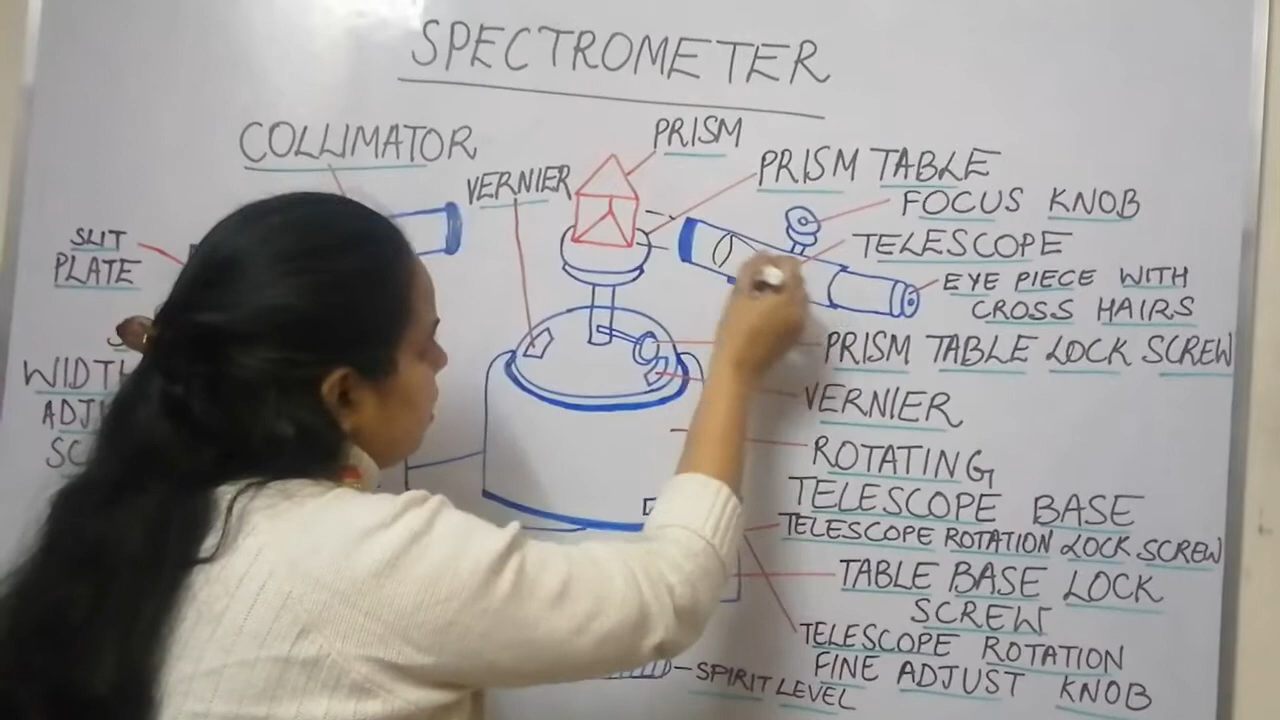 SPECTROMETER
COLLIMATOR
PRISM
VERNIER
PRISM TABLE
FOCUS KNOB
SLIT
PLATE
TELESCOPE
EYE PIECE WITH
CROSS HAIRS
PRISM TABLE LOCK SCREW
VERNIER
ROTATING
TELESCOPE BASE
TELESCOPE ROTATION LOCK SCREW
TABLE BASE LOCK
SCREW
TELESCOPE ROTATION
FINE ADJUST KNOB
SPIRIT LEVEL